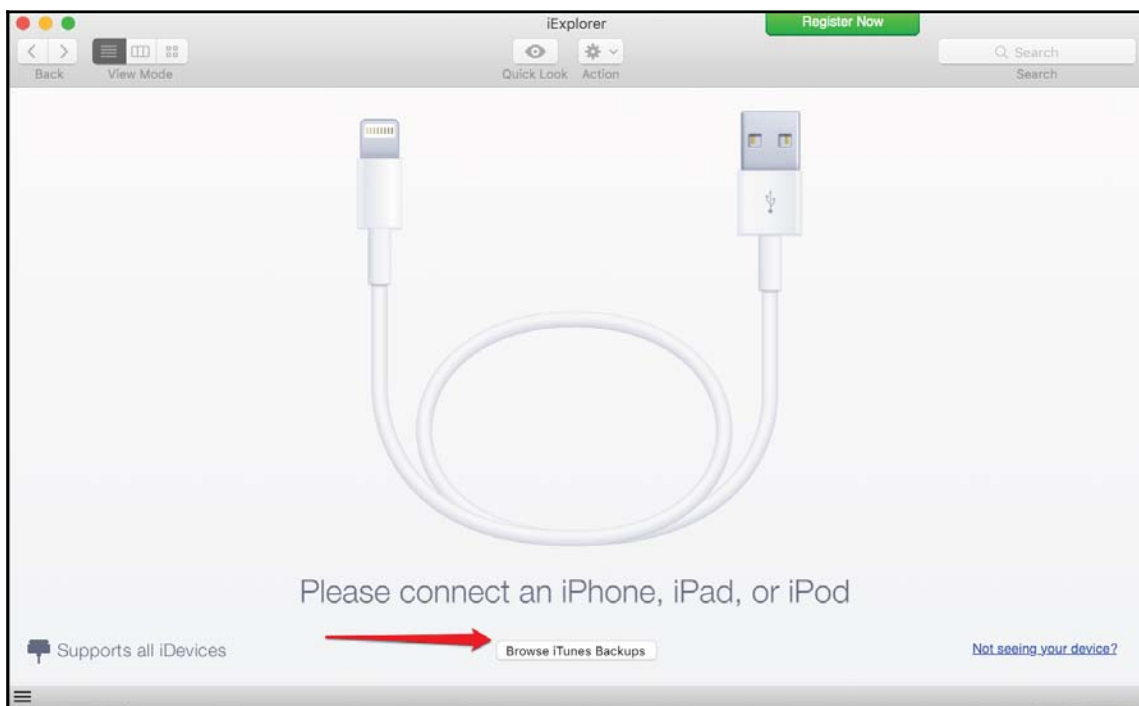 iExplorer
Register Now
Search
Back
View Mode
Quick Look
Action
Search
Please connect an iPhone, iPad, or iPod
Supports all iDevices
Browse iTunes Backups
Not seeing your device?